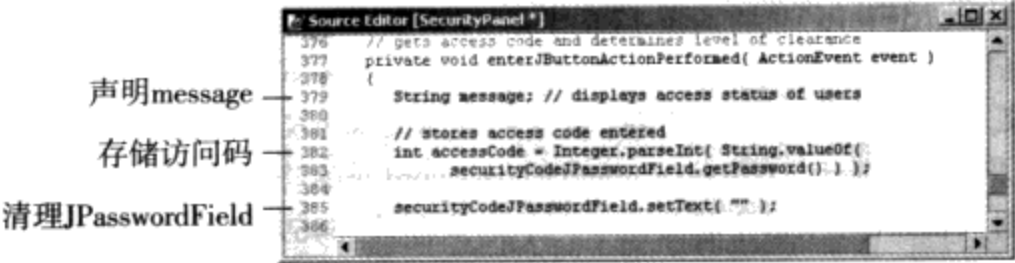 Source Editor [SecurityPanel *]
376 // gets access code and determines level of clearance
377 private void enterJButtonActionPerformed( ActionEvent event )
378 {
声明message
379 String message; // displays access status of users
380
381 // stores access code entered
存储访问码
382 int accessCode = Integer.parseInt( String.valueOf(
383 securityCodeJPasswordField.getPassword() ) );
384
清理JPasswordField
385 securityCodeJPasswordField.setText( "" );
386